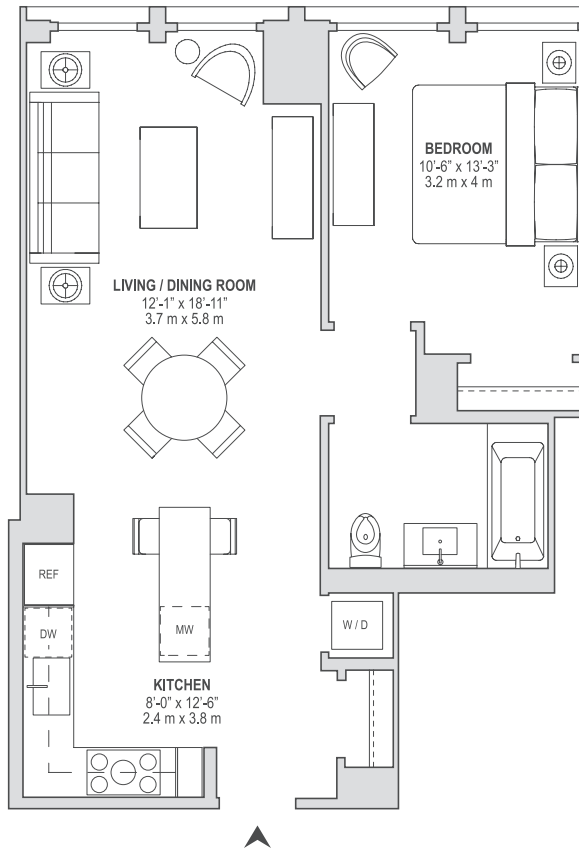 BEDROOM
10'-6" x 13'-3"
3.2 m x 4 m
LIVING / DINING ROOM
12'-1" x 18'-11"
3.7 m x 5.8 m
REF
DW
MW
W / D
KITCHEN
8'-0" x 12'-6"
2.4 m x 3.8 m